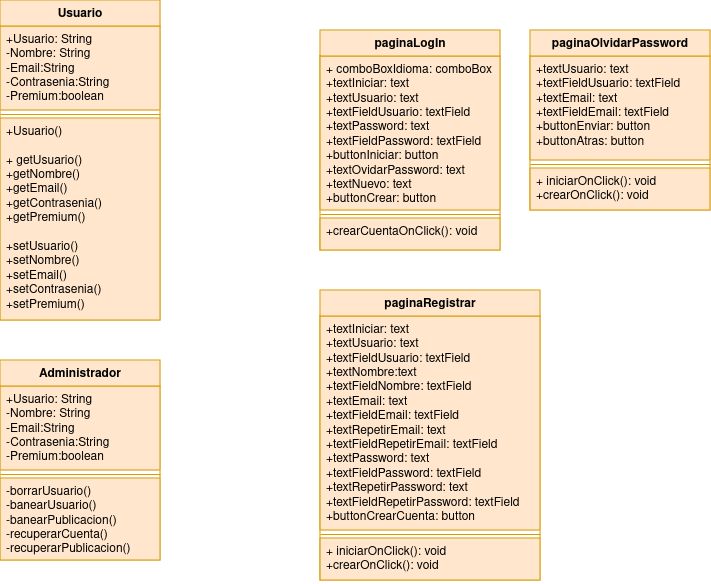 Usuario
+Usuario: String
-Nombre: String
-Email:String
-Contrasenia:String
-Premium:boolean
+Usuario()
+ getUsuario()
+getNombre()
+getEmail()
+getContrasenia()
+getPremium()
+setUsuario()
+setNombre()
+setEmail()
+setContrasenia()
+setPremium()
Administrador
+Usuario: String
-Nombre: String
-Email:String
-Contrasenia:String
-Premium:boolean
-borrarUsuario()
-banearUsuario()
-banearPublicacion()
-recuperarCuenta()
-recuperarPublicacion()
paginaLogIn
+ comboBoxIdioma: comboBox
+textIniciar: text
+textUsuario: text
+textFieldUsuario: textField
+textPassword: text
+textFieldPassword: textField
+buttonIniciar: button
+textOvidarPassword: text
+textNuevo: text
+buttonCrear: button
+crearCuentaOnClick(): void
paginaOlvidarPassword
+textUsuario: text
+textFieldUsuario: textField
+textEmail: text
+textFieldEmail: textField
+buttonEnviar: button
+buttonAtras: button
+ iniciarOnClick(): void
+crearOnClick(): void
paginaRegistrar
+textIniciar: text
+textUsuario: text
+textFieldUsuario: textField
+textNombre:text
+textFieldNombre: textField
+textEmail: text
+textFieldEmail: textField
+textRepetirEmail: text
+textFieldRepetirEmail: textField
+textPassword: text
+textFieldPassword: textField
+textRepetirPassword: text
+textFieldRepetirPassword: textField
+buttonCrearCuenta: button
+ iniciarOnClick(): void
+crearOnClick(): void